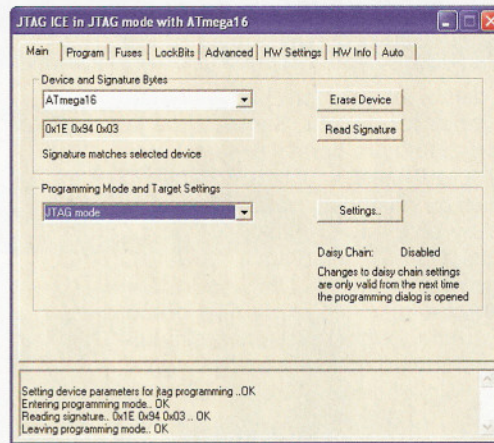 JTAG ICE in JTAG mode with ATmega16
Main Program Fuses LockBits Advanced HW Settings HW Info Auto
Device and Signature Bytes
ATmega16
Erase Device
0x1E 0x94 0x03
Read Signature
Signature matches selected device
Programming Mode and Target Settings
JTAG mode
Settings..
Daisy Chain: Disabled
Changes to daisy chain settings
are only valid from the next time
the programming dialog is opened
Setting device parameters for jtag programming ..OK
Entering programming mode.. OK
Reading signature.. 0x1E 0x94 0x03 .. OK
Leaving programming mode.. OK